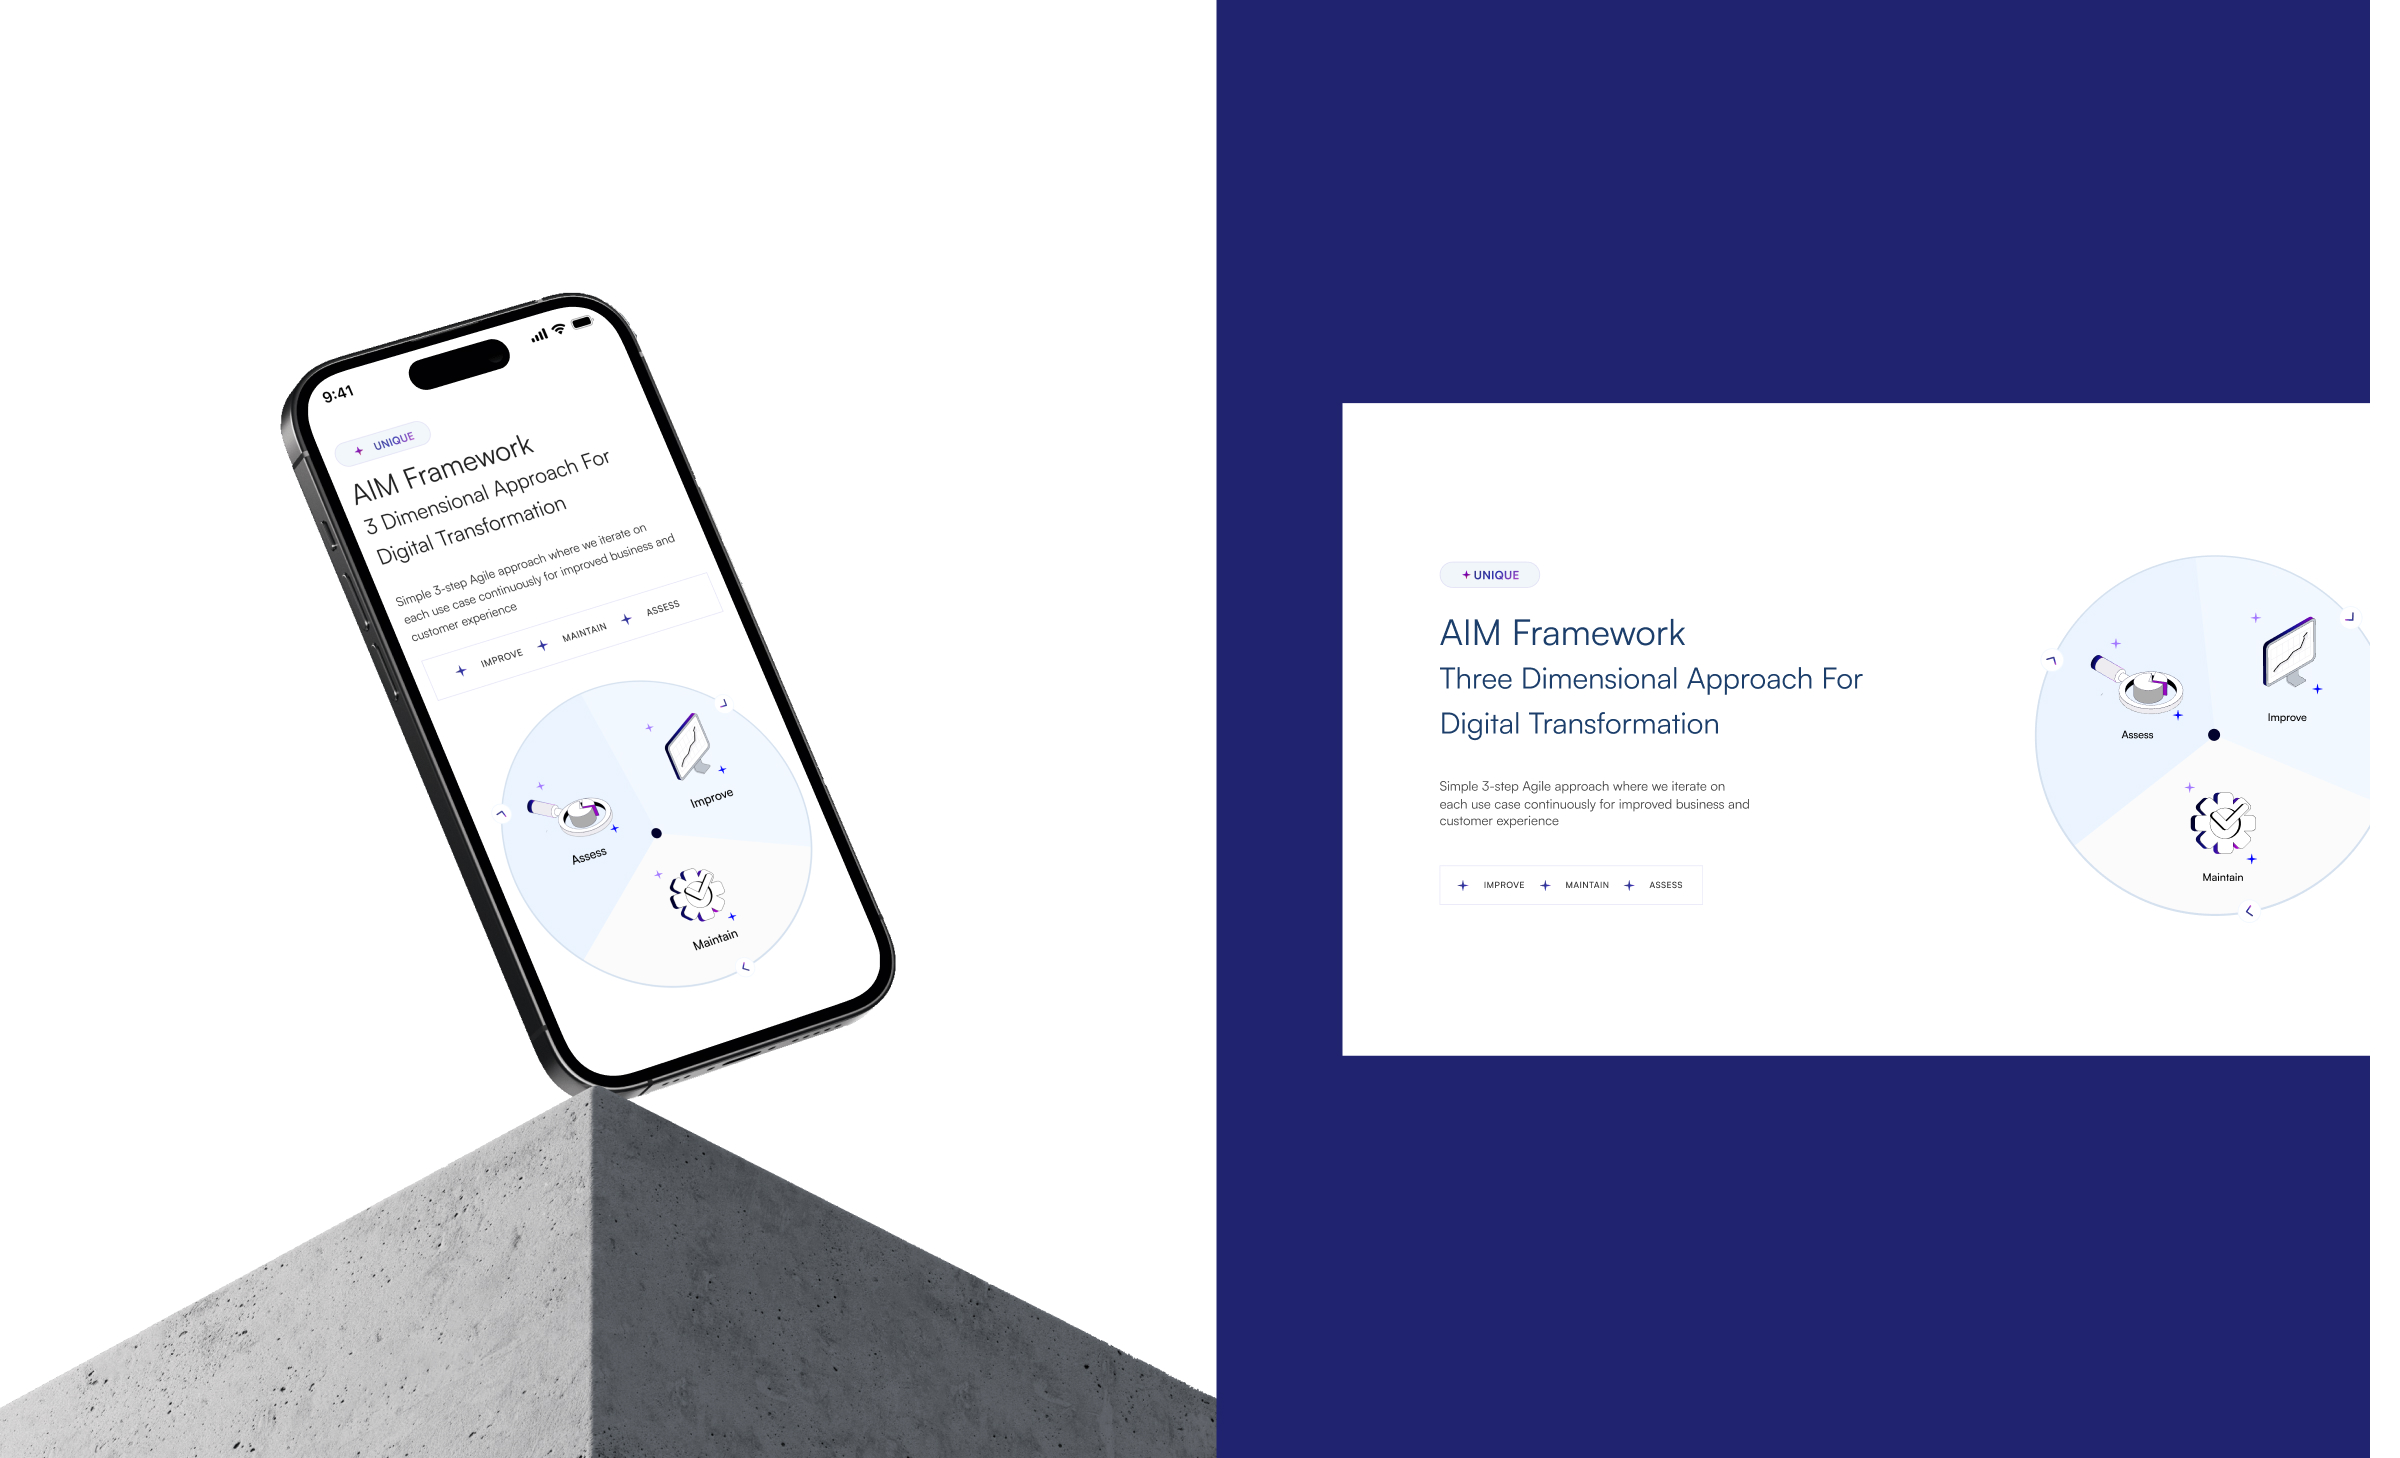 9:41
UNIQUE
AIM Framework
3 Dimensional Approach For
Digital Transformation
Simple 3-step Agile approach where we iterate on
each use case continuously for improved business and
customer experience
IMPROVE MAINTAIN ASSESS
Improve
Assess
Maintain
UNIQUE
AIM Framework
Three Dimensional Approach For
Digital Transformation
Simple 3-step Agile approach where we iterate on
each use case continuously for improved business and
customer experience
IMPROVE MAINTAIN ASSESS
Improve
Assess
Maintain